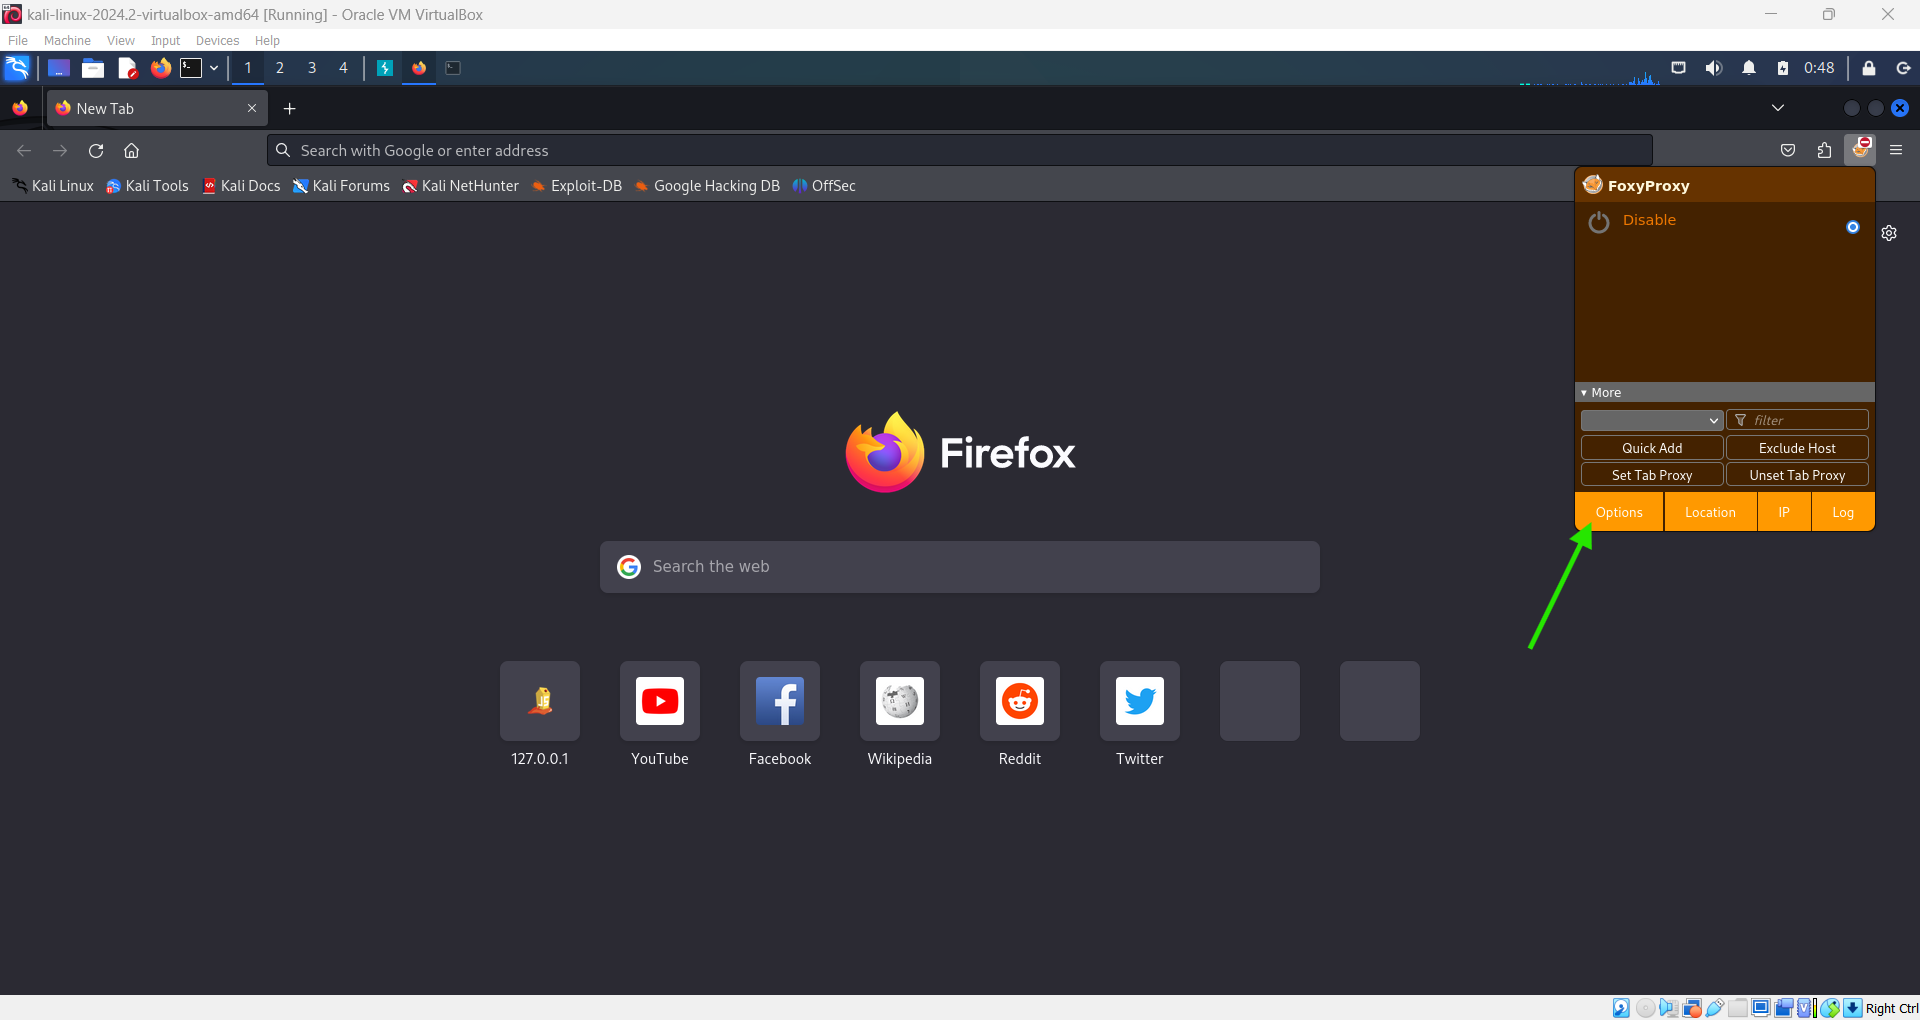 kali-linux-2024.2-virtualbox-amd64 [Running] - Oracle VM VirtualBox
File Machine View Input Devices Help
1 2 3 4 0:48
New Tab
Search with Google or enter address
Kali Linux Kali Tools Kali Docs Kali Forums Kali NetHunter Exploit-DB Google Hacking DB OffSec
FoxyProxy
Disable
More
filter
Quick Add Exclude Host
Set Tab Proxy Unset Tab Proxy
Options Location IP Log
Firefox
Search the web
127.0.0.1 YouTube Facebook Wikipedia Reddit Twitter
Right Ctrl